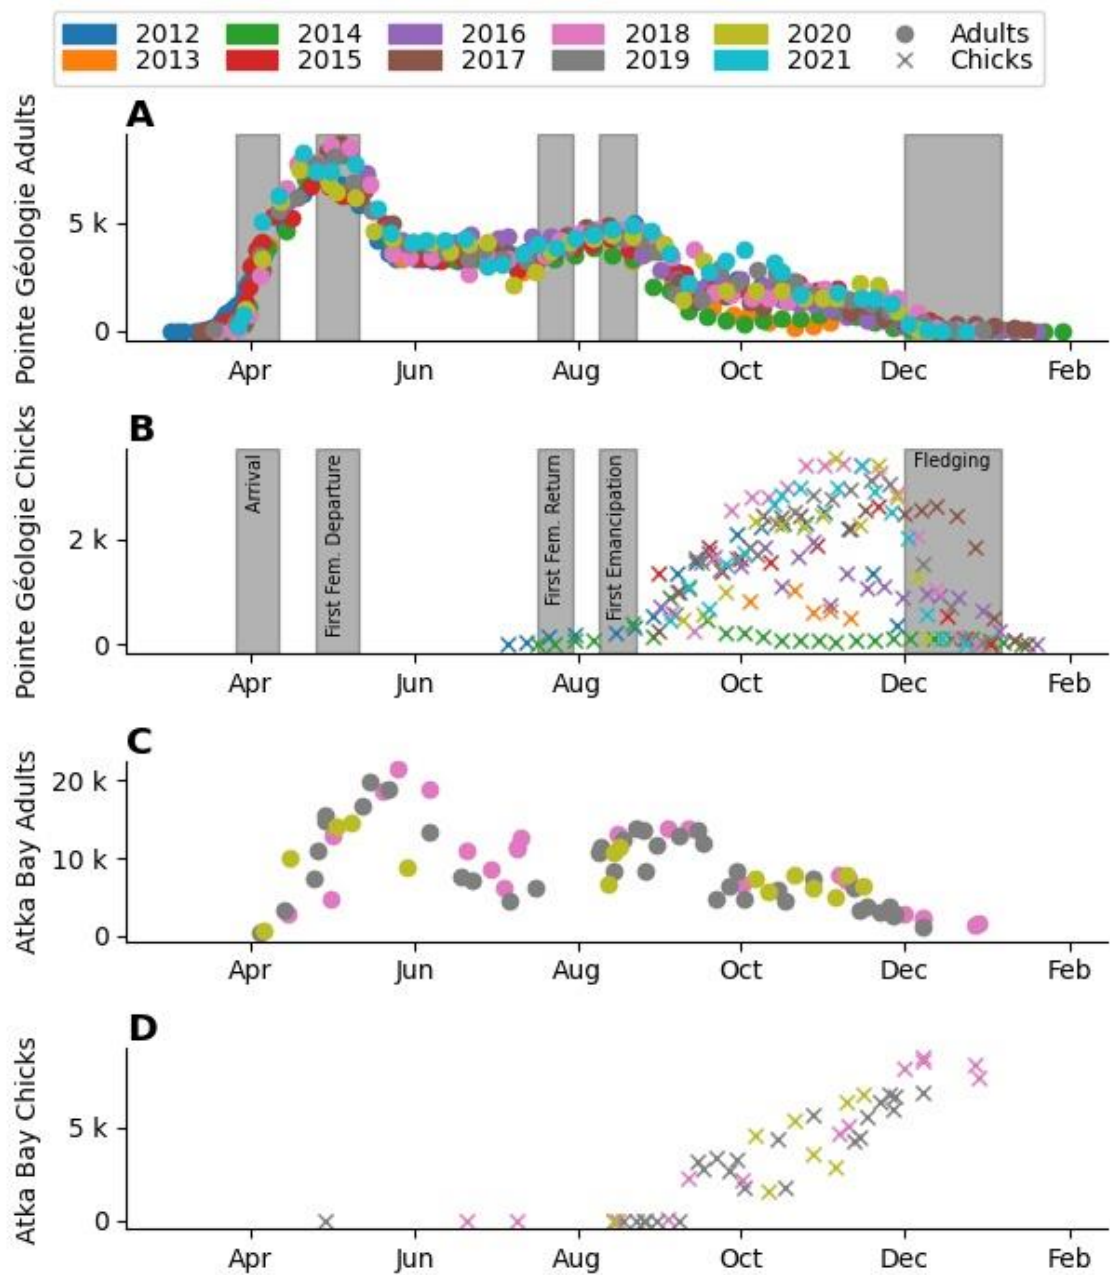 2012 2014 2016 2018 2020 Adults
2013 2015 2017 2019 2021 Chicks
A
Pointe Géologie Adults
5 k
0
Apr Jun Aug Oct Dec Feb
B
Pointe Géologie Chicks
2 k
0
Arrival
First Fem. Departure
First Fem. Return
First Emancipation
Fledging
Apr Jun Aug Oct Dec Feb
C
Atka Bay Adults
20 k
10 k
0
Apr Jun Aug Oct Dec Feb
D
Atka Bay Chicks
5 k
0
Apr Jun Aug Oct Dec Feb